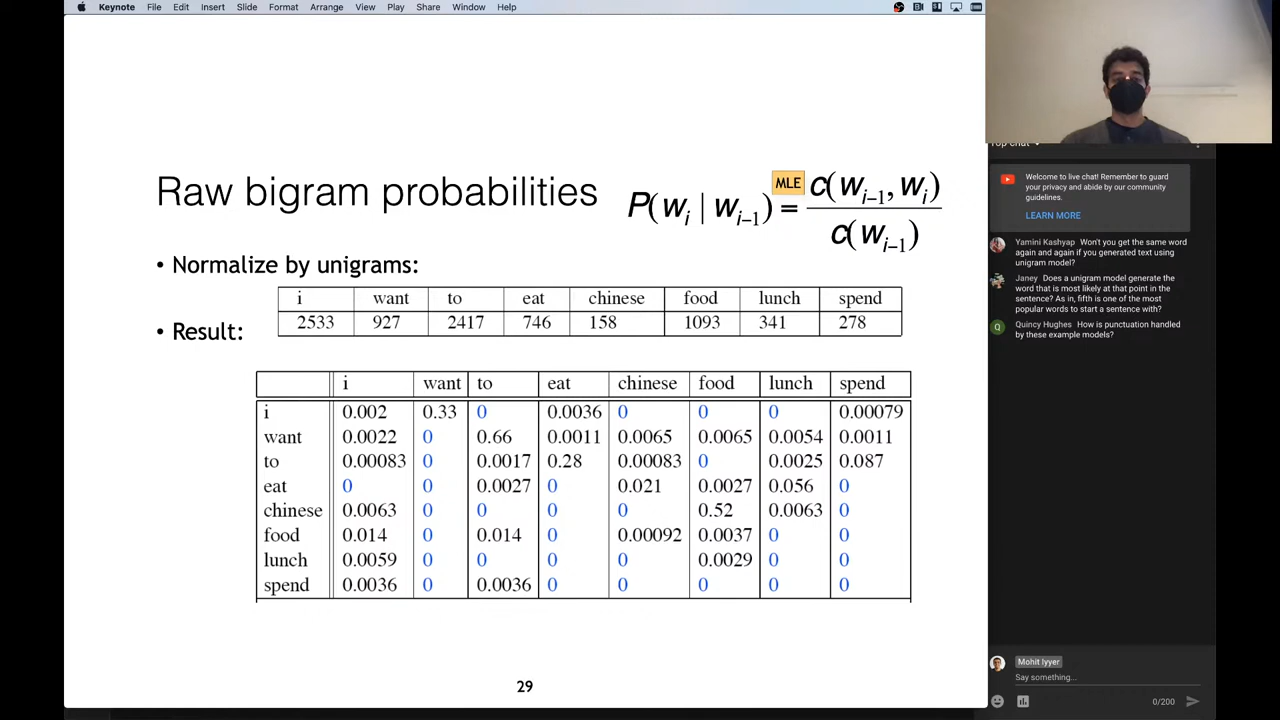 Keynote File Edit Insert Slide Format Arrange View Play Share Window Help
Raw bigram probabilities
P(w_i | w_{i–1}) = c(w_{i–1}, w_i) / c(w_{i–1})
MLE
• Normalize by unigrams:
i want to eat chinese food lunch spend
2533 927 2417 746 158 1093 341 278
• Result:
i want to eat chinese food lunch spend
i 0.002 0.33 0 0.0036 0 0 0 0.00079
want 0.0022 0 0.66 0.0011 0.0065 0.0065 0.0054 0.0011
to 0.00083 0 0.0017 0.28 0.00083 0 0.0025 0.087
eat 0 0 0.0027 0 0.021 0.0027 0.056 0
chinese 0.0063 0 0 0 0 0.52 0.0063 0
food 0.014 0 0.014 0 0.00092 0.0037 0 0
lunch 0.0059 0 0 0 0 0.0029 0 0
spend 0.0036 0 0.0036 0 0 0 0 0
29
Top chat
Welcome to live chat! Remember to guard
your privacy and abide by our community
guidelines.
LEARN MORE
Yamini Kashyap Won't you get the same word
again and again if you generated text using
unigram model?
Janey Does a unigram model generate the
word that is most likely at that point in the
sentence? As in, fifth is one of the most
popular words to start a sentence with?
Q
Quincy Hughes How is punctuation handled
by these example models?
Mohit Iyyer
Say something...
0/200